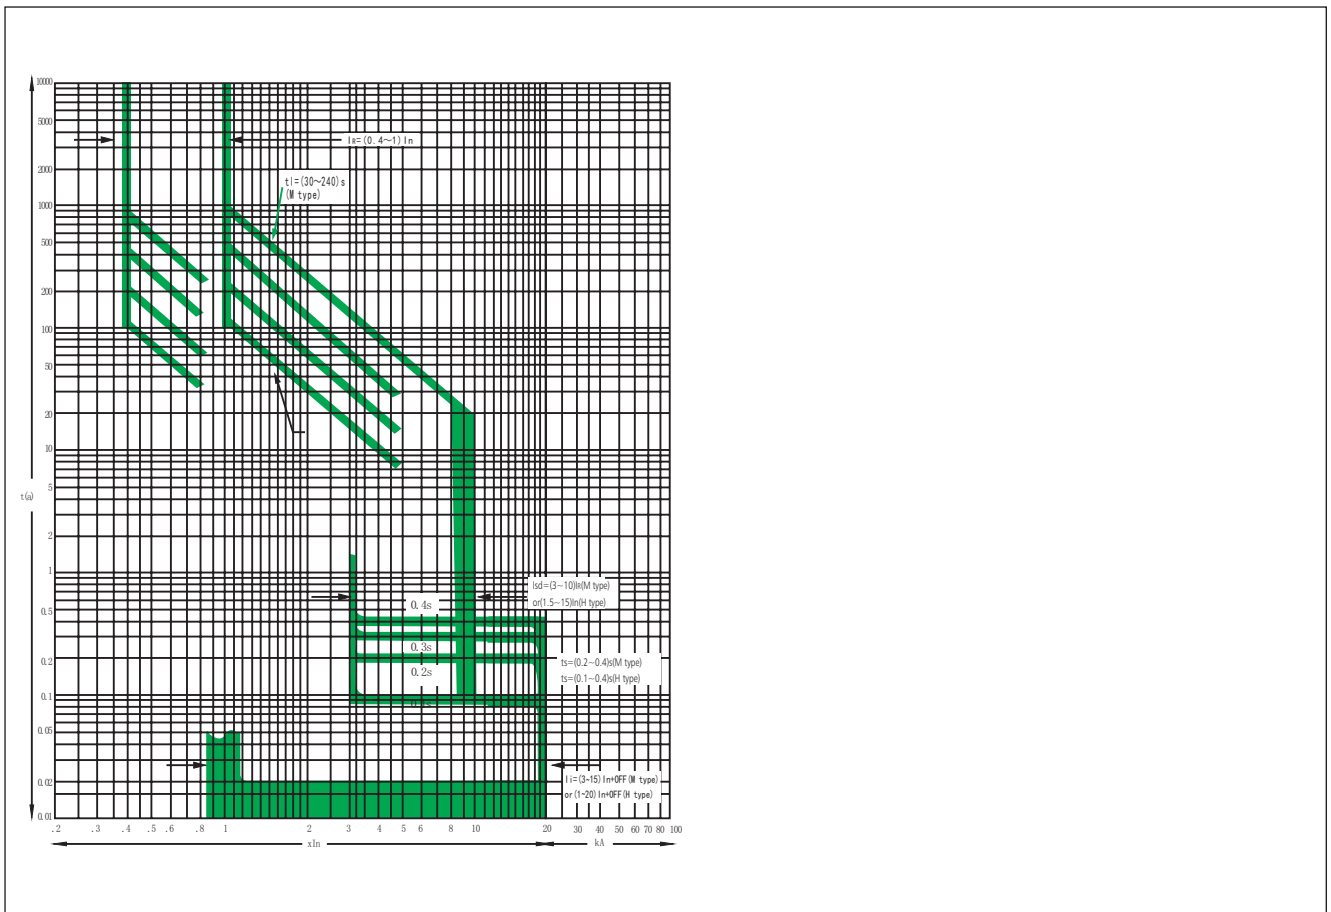 10000
5000
2000
1000
500
200
100
50
20
10
5
2
1
0.5
0.2
0.1
0.05
0.02
0.01
t(a)
IR=(0.4~1)In
tl=(30~240)s
(M type)
Isd=(3~10)IR(M type)
or(1.5~15)In(H type)
0.4s
0.3s
0.2s
ts=(0.2~0.4)s(M type)
ts=(0.1~0.4)s(H type)
Ii=(3~15)In+OFF(M type)
or(1~20)In+OFF(H type)
.2 .3 .4 .5 .6 .8 1 2 3 4 5 6 8 10 20 30 40 50 60 70 80 100
xIn kA